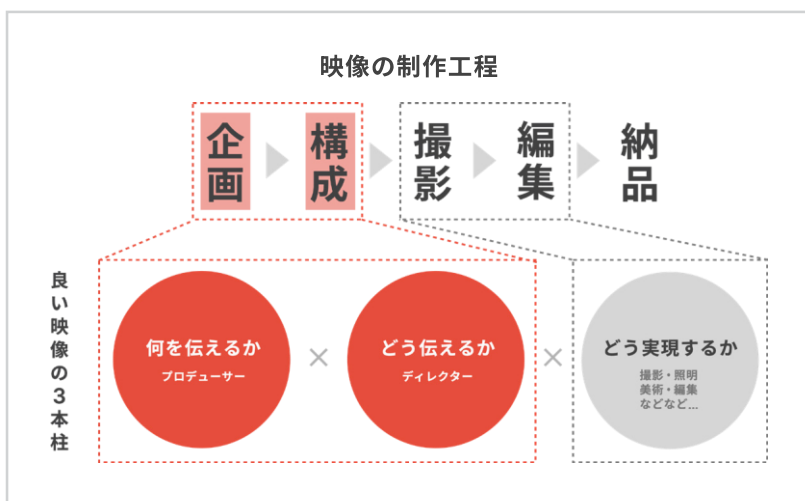 映像の制作工程
企画
構成
撮影
編集
納品
良い映像の3本柱
何を伝えるか
プロデューサー
×
どう伝えるか
ディレクター
×
どう実現するか
撮影・照明
美術・編集
などなど...